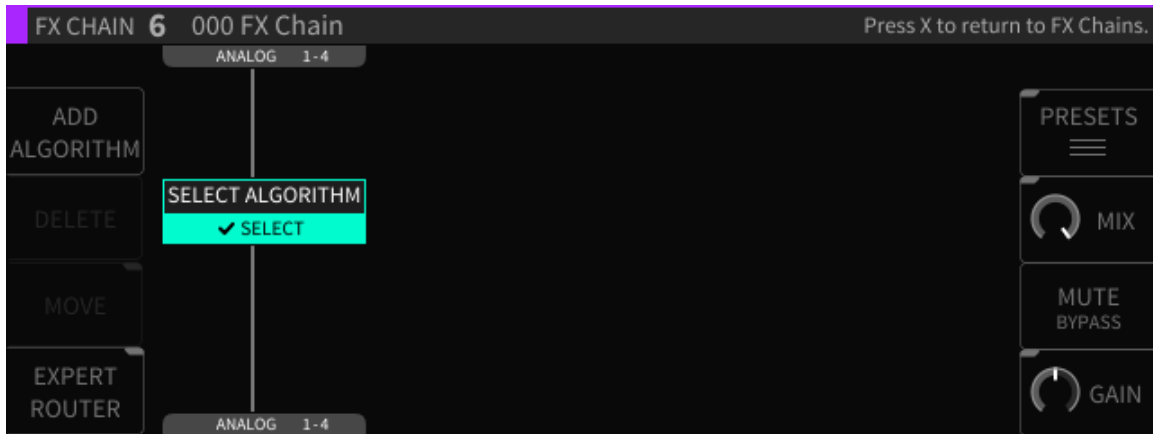 FX CHAIN 6 000 FX Chain
Press X to return to FX Chains.
ANALOG 1-4
ADD
ALGORITHM
DELETE
MOVE
EXPERT
ROUTER
SELECT ALGORITHM
✔ SELECT
ANALOG 1-4
PRESETS
MIX
MUTE
BYPASS
GAIN